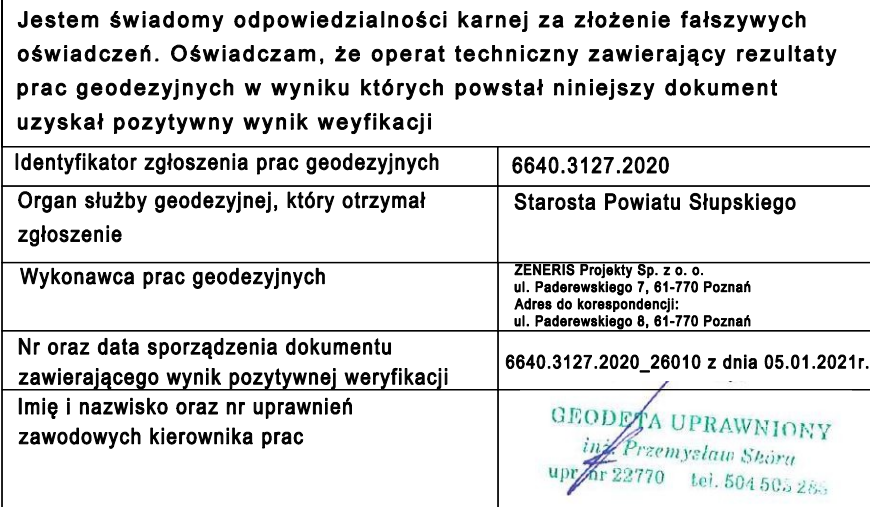 Jestem świadomy odpowiedzialności karnej za złożenie fałszywych
oświadczeń. Oświadczam, że operat techniczny zawierający rezultaty
prac geodezyjnych w wyniku których powstał niniejszy dokument
uzyskał pozytywny wynik weyfikacji
Identyfikator zgłoszenia prac geodezyjnych
6640.3127.2020
Organ służby geodezyjnej, który otrzymał
zgłoszenie
Starosta Powiatu Słupskiego
Wykonawca prac geodezyjnych
ZENERIS Projekty Sp. z o. o.
ul. Paderewskiego 7, 61-770 Poznań
Adres do korespondencji:
ul. Paderewskiego 8, 61-770 Poznań
Nr oraz data sporządzenia dokumentu
zawierającego wynik pozytywnej weryfikacji
6640.3127.2020_26010 z dnia 05.01.2021r.
Imię i nazwisko oraz nr uprawnień
zawodowych kierownika prac
GEODETA UPRAWNIONY
inż. Przemysław Skóra
upr. nr 22770 tel. 504 505